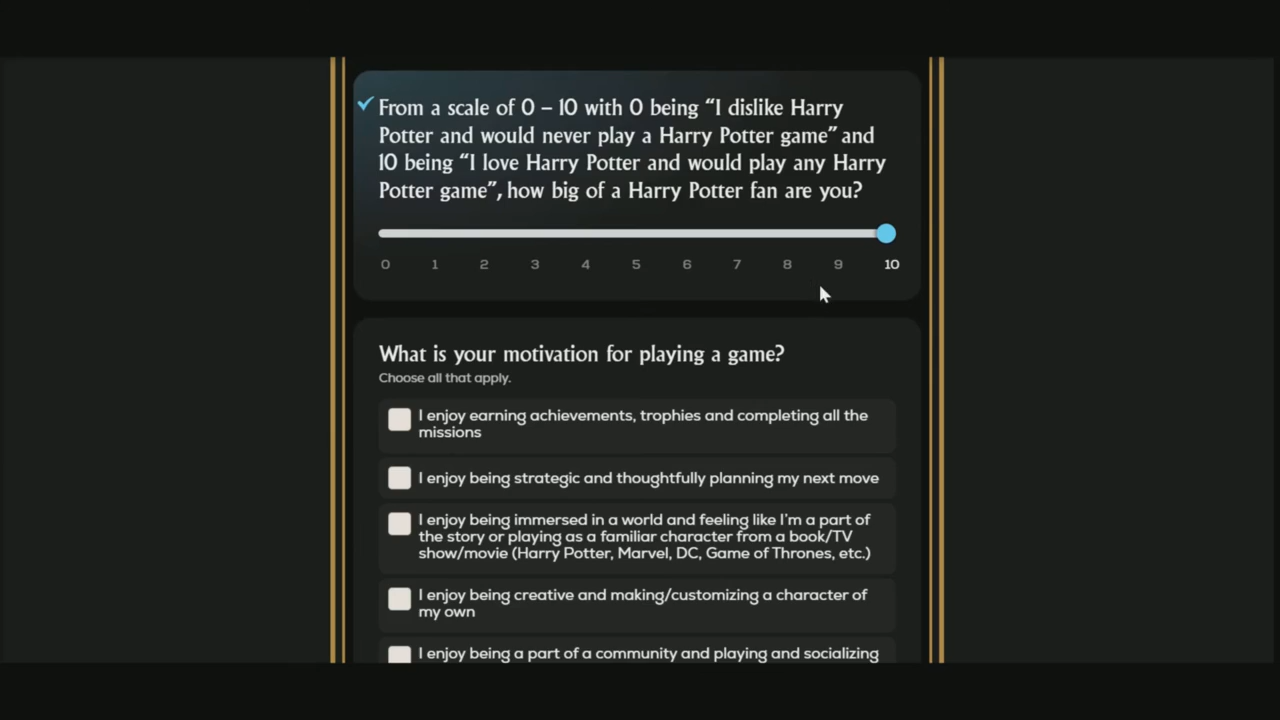 From a scale of 0 – 10 with 0 being “I dislike Harry
Potter and would never play a Harry Potter game” and
10 being “I love Harry Potter and would play any Harry
Potter game”, how big of a Harry Potter fan are you?
0 1 2 3 4 5 6 7 8 9 10
What is your motivation for playing a game?
Choose all that apply.
I enjoy earning achievements, trophies and completing all the
missions
I enjoy being strategic and thoughtfully planning my next move
I enjoy being immersed in a world and feeling like I'm a part of
the story or playing as a familiar character from a book/TV
show/movie (Harry Potter, Marvel, DC, Game of Thrones, etc.)
I enjoy being creative and making/customizing a character of
my own
I enjoy being a part of a community and playing and socializing